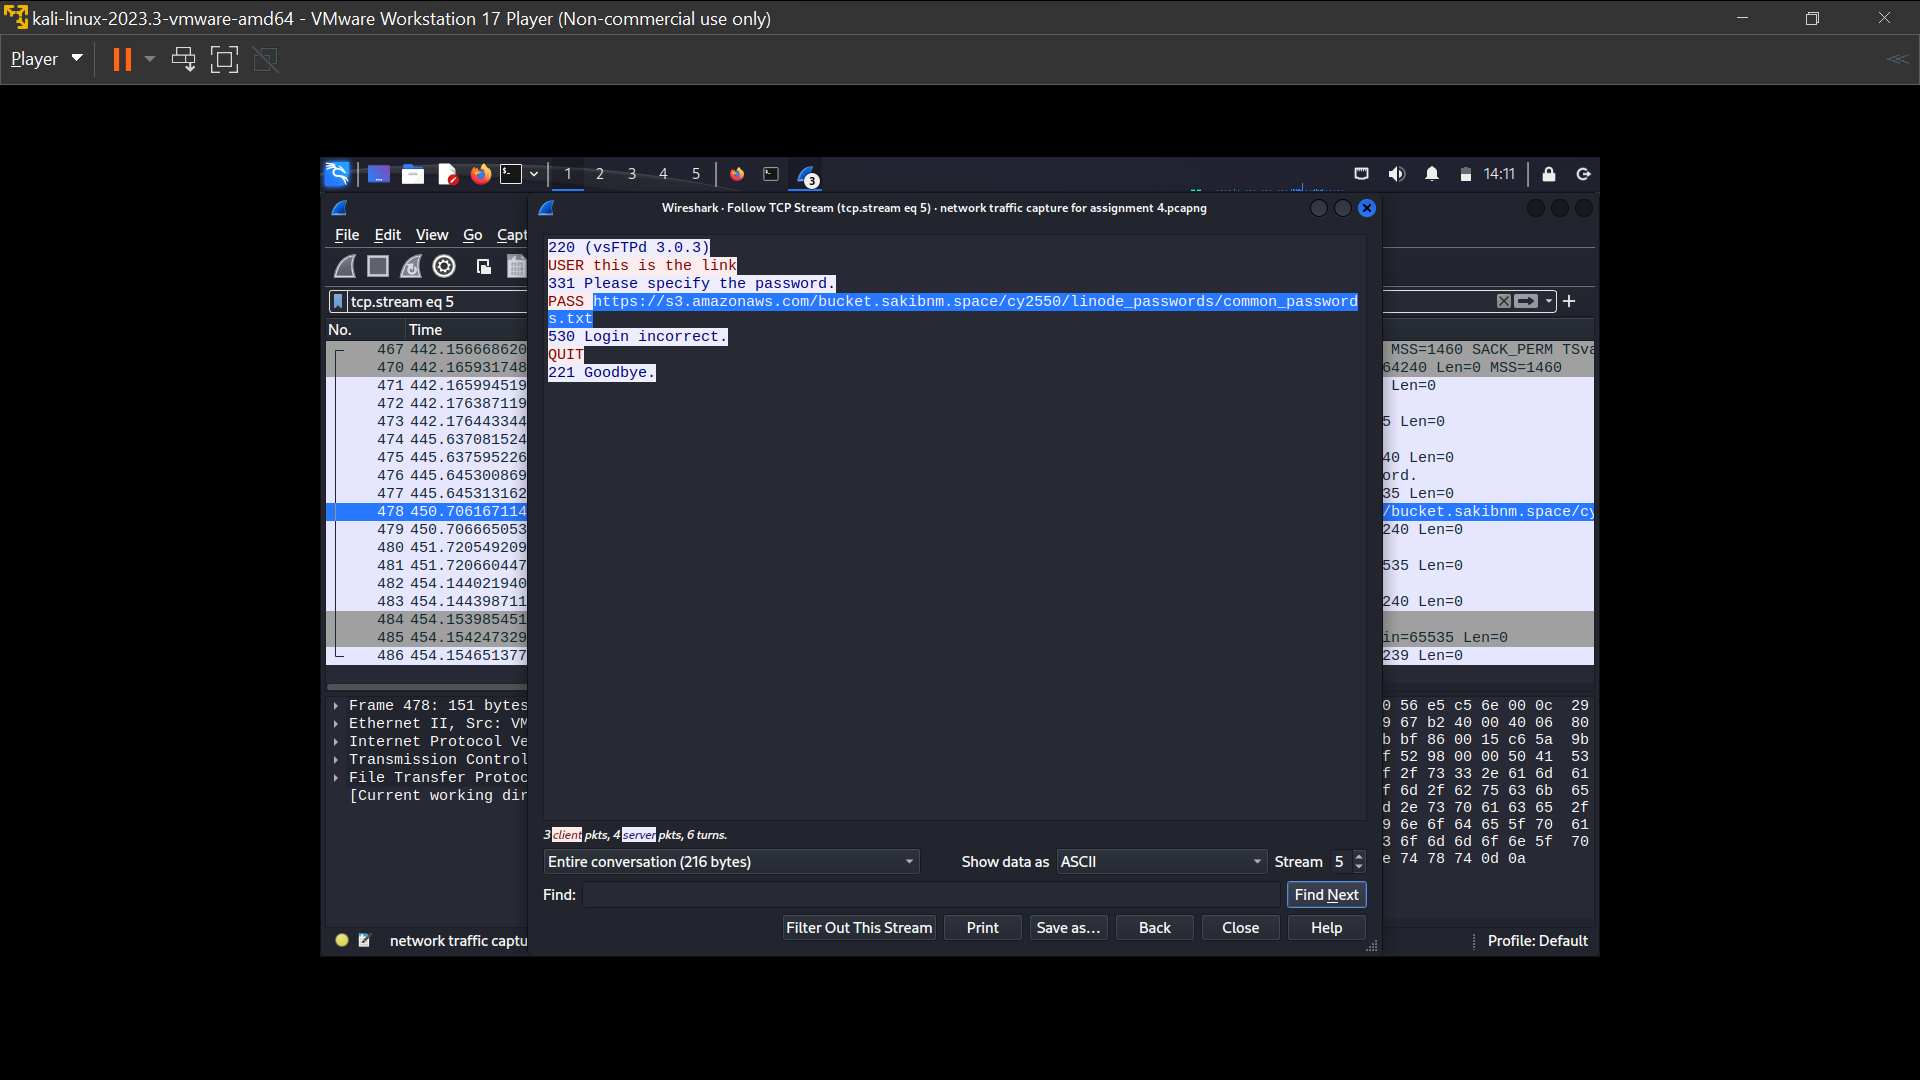 kali-linux-2023.3-vmware-amd64 - VMware Workstation 17 Player (Non-commercial use only)
Player
1 2 3 4 5
3
14:11
Wireshark · Follow TCP Stream (tcp.stream eq 5) · network traffic capture for assignment 4.pcapng
File Edit View Go Capt
tcp.stream eq 5
No. Time
467 442.156668620
470 442.165931748
471 442.165994519
472 442.176387119
473 442.176443344
474 445.637081524
475 445.637595226
476 445.645300869
477 445.645313162
478 450.706167114
479 450.706665053
480 451.720549209
481 451.720660447
482 454.144021940
483 454.144398711
484 454.153985451
485 454.154247329
486 454.154651377
220 (vsFTPd 3.0.3)
USER this is the link
331 Please specify the password.
PASS https://s3.amazonaws.com/bucket.sakibnm.space/cy2550/linode_passwords/common_password
s.txt
530 Login incorrect.
QUIT
221 Goodbye.
MSS=1460 SACK_PERM TSva
64240 Len=0 MSS=1460
Len=0
5 Len=0
40 Len=0
ord.
35 Len=0
/bucket.sakibnm.space/cy
240 Len=0
535 Len=0
240 Len=0
in=65535 Len=0
239 Len=0
Frame 478: 151 bytes
Ethernet II, Src: VM
Internet Protocol Ve
Transmission Control
File Transfer Protoc
[Current working dir
0 56 e5 c5 6e 00 0c 29
9 67 b2 40 00 40 06 80
b bf 86 00 15 c6 5a 9b
f 52 98 00 00 50 41 53
f 2f 73 33 2e 61 6d 61
f 6d 2f 62 75 63 6b 65
d 2e 73 70 61 63 65 2f
9 6e 6f 64 65 5f 70 61
3 6f 6d 6d 6f 6e 5f 70
e 74 78 74 0d 0a
3 client pkts, 4 server pkts, 6 turns.
Entire conversation (216 bytes)
Show data as ASCII
Stream 5
Find:
Find Next
Filter Out This Stream
Print
Save as…
Back
Close
Help
network traffic captu
Profile: Default